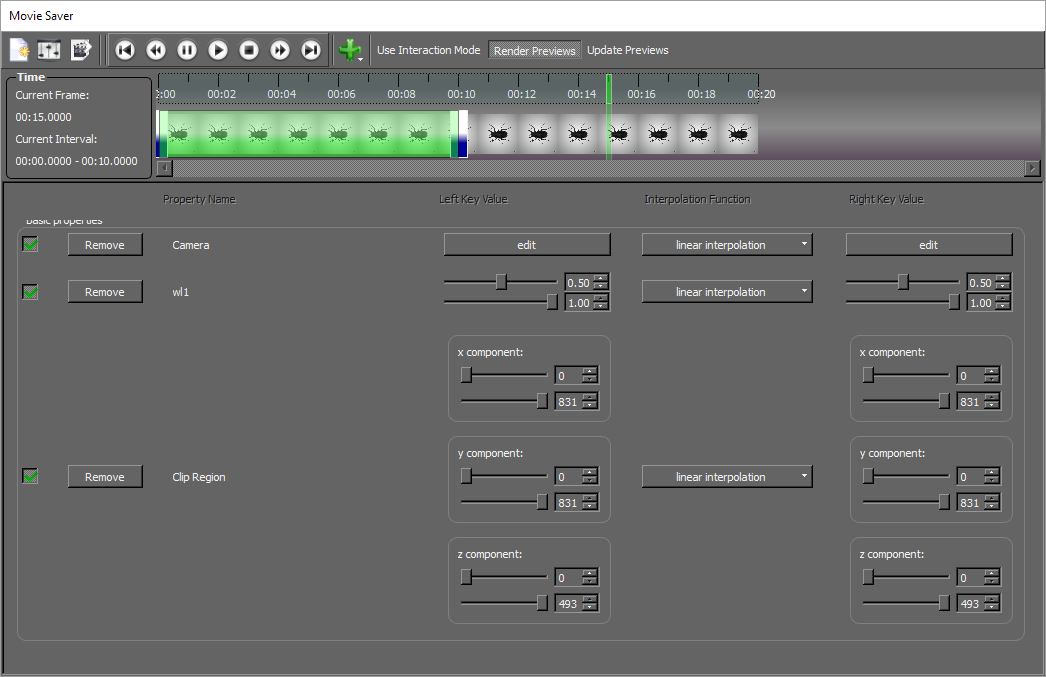 Movie Saver
Use Interaction Mode Render Previews Update Previews
Time
Current Frame:
00:15.0000
Current Interval:
00:00.0000 - 00:10.0000
:00 00:02 00:04 00:06 00:08 00:10 00:12 00:14 00:16 00:18 00:20
Property Name Left Key Value Interpolation Function Right Key Value
Basic properties
Remove Camera edit linear interpolation edit
Remove wl1 0.50 linear interpolation 0.50
1.00 1.00
x component: x component:
0 0
831 831
y component: y component:
Remove Clip Region 0 linear interpolation 0
831 831
z component: z component:
0 0
493 493